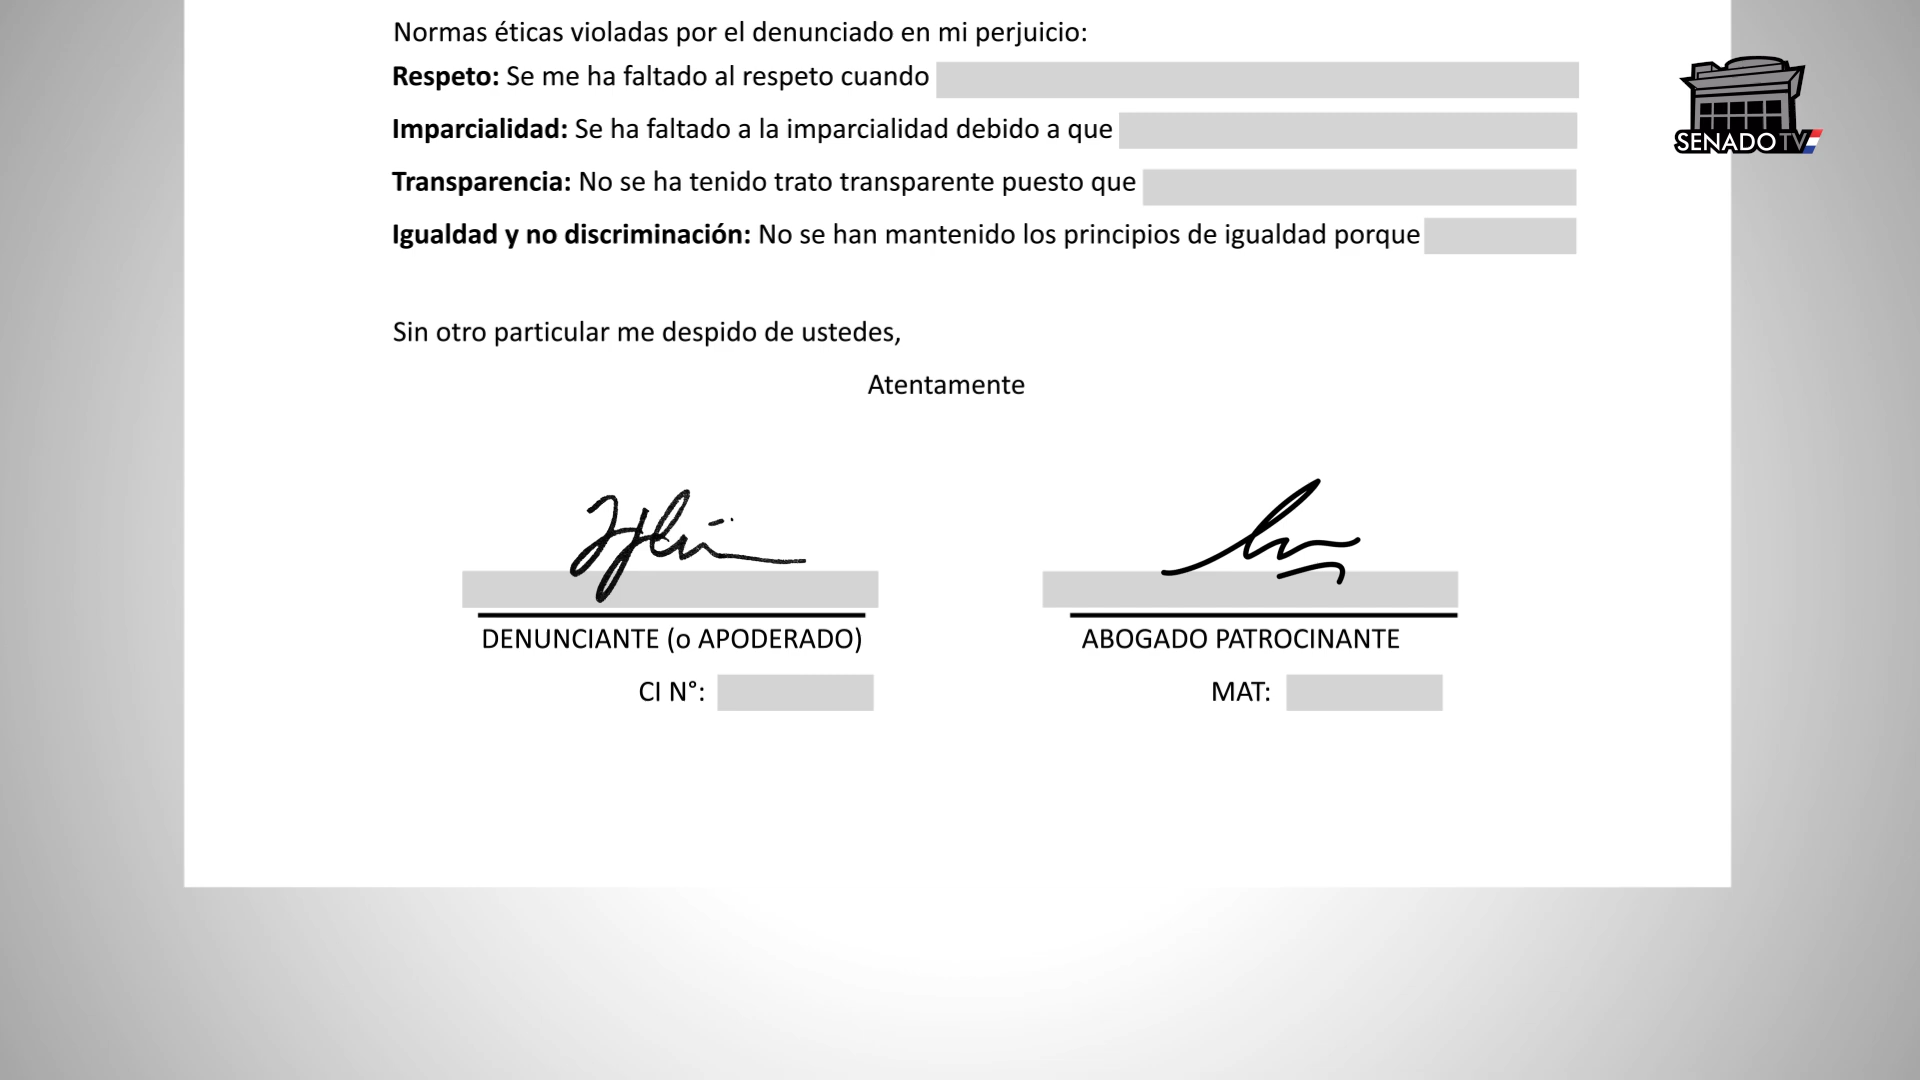 Normas éticas violadas por el denunciado en mi perjuicio:
Respeto: Se me ha faltado al respeto cuando
Imparcialidad: Se ha faltado a la imparcialidad debido a que
Transparencia: No se ha tenido trato transparente puesto que
Igualdad y no discriminación: No se han mantenido los principios de igualdad porque
Sin otro particular me despido de ustedes,
Atentamente
DENUNCIANTE (o APODERADO)
CI N°:
ABOGADO PATROCINANTE
MAT:
SENADO TV